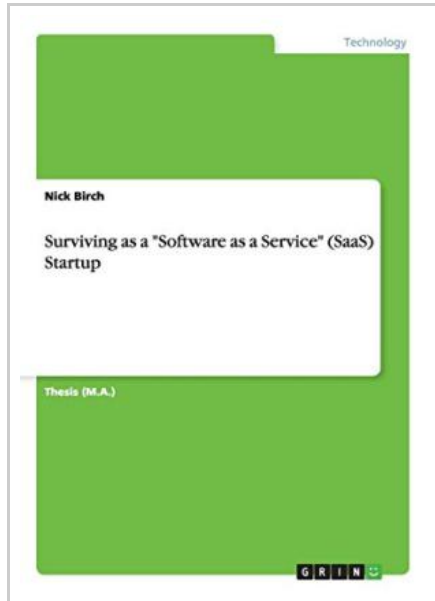 Technology
Nick Birch
Surviving as a "Software as a Service" (SaaS)
Startup
Thesis (M.A.)
GRIN